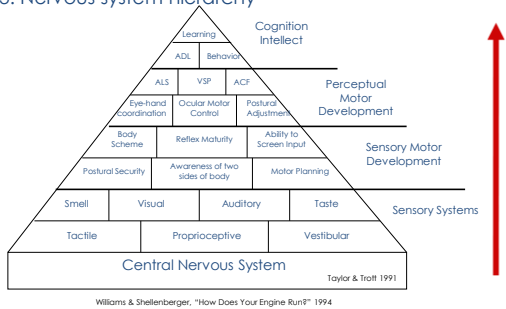 Nervous system hierarchy
Learning
Cognition
Intellect
ADL Behavior
ALS VSP ACF
Perceptual
Motor
Development
Eye-hand
coordination
Ocular Motor
Control
Postural
Adjustment
Body
Scheme
Reflex Maturity
Ability to
Screen Input
Sensory Motor
Development
Postural Security
Awareness of two
sides of body
Motor Planning
Smell Visual Auditory Taste
Sensory Systems
Tactile Proprioceptive Vestibular
Central Nervous System
Taylor & Trott 1991
Williams & Shellenberger, "How Does Your Engine Run?" 1994